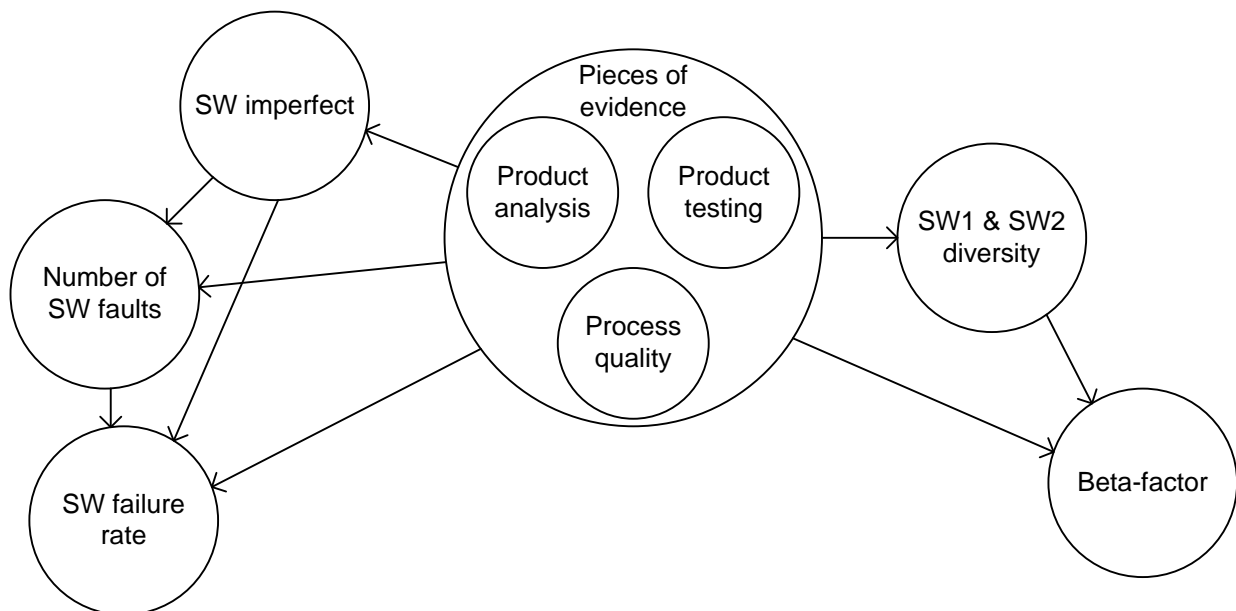 SW imperfect
Number of
SW faults
SW failure
rate
Pieces of
evidence
Product
analysis
Product
testing
Process
quality
SW1 & SW2
diversity
Beta-factor